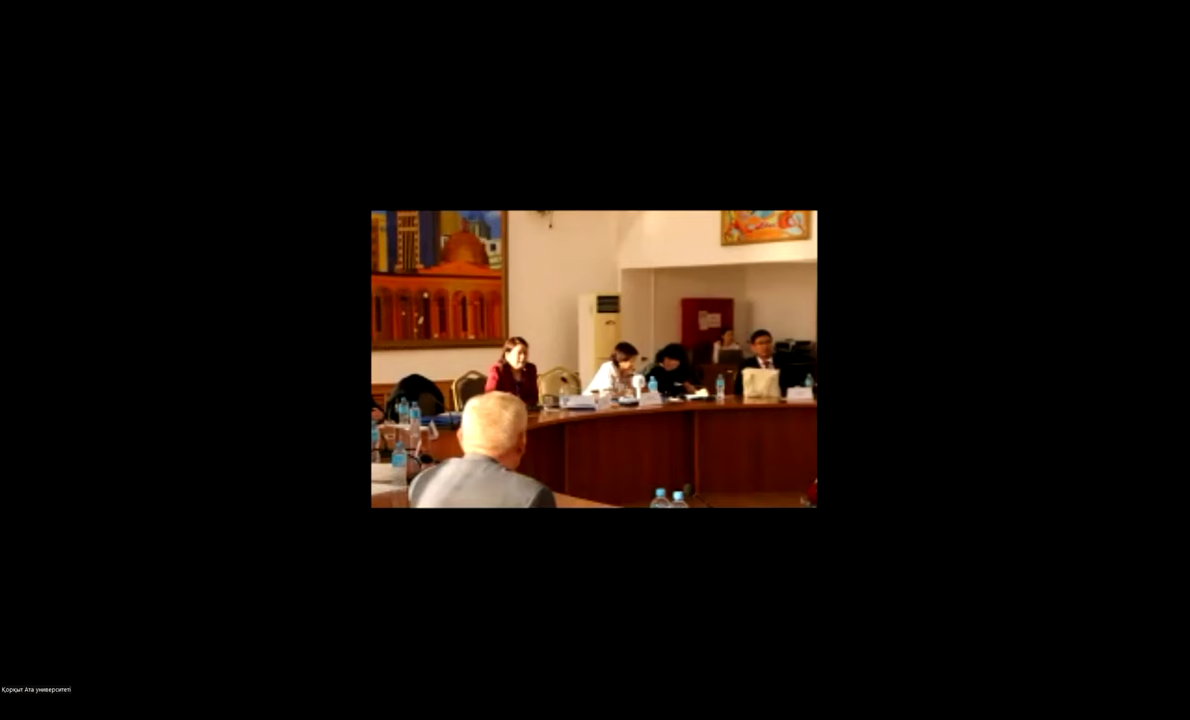 Қорқыт Ата университеті